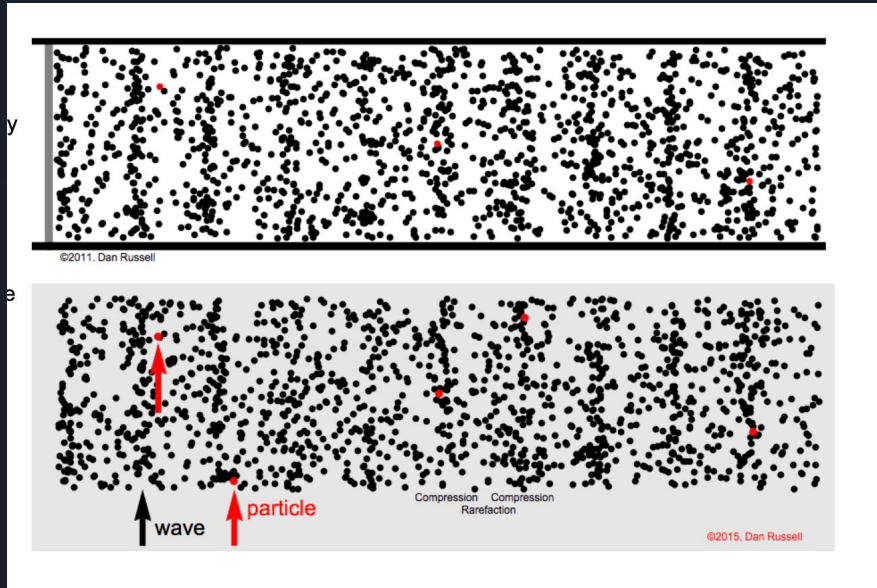 y
©2011. Dan Russell
e
Compression Compression
Rarefaction
particle
wave
©2015, Dan Russell